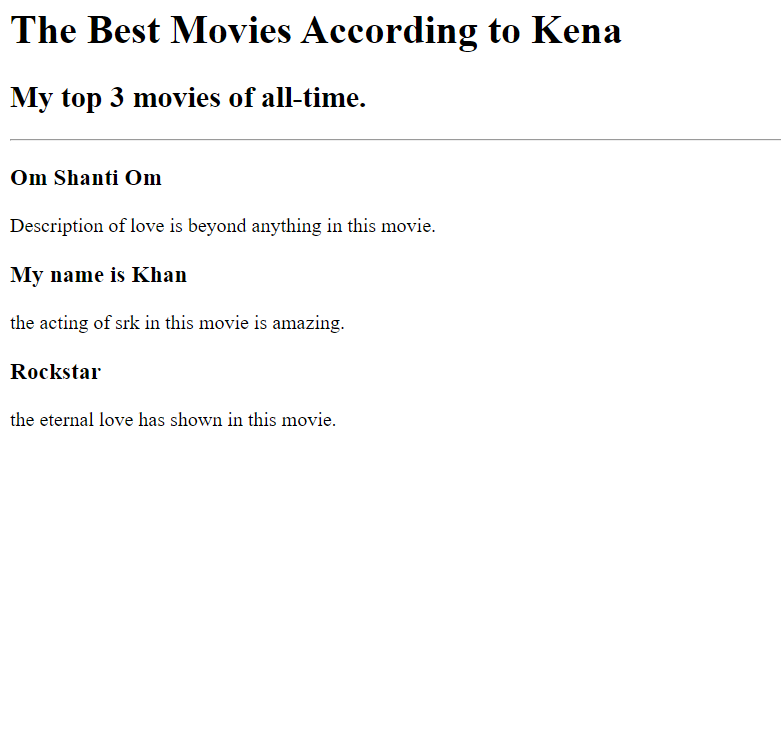 The Best Movies According to Kena
My top 3 movies of all-time.
Om Shanti Om
Description of love is beyond anything in this movie.
My name is Khan
the acting of srk in this movie is amazing.
Rockstar
the eternal love has shown in this movie.